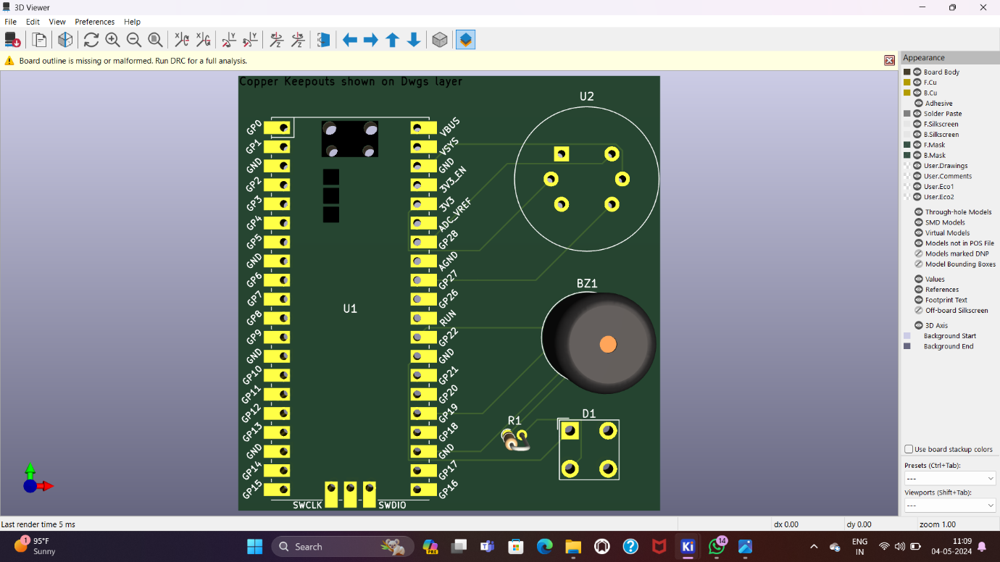 3D Viewer
File Edit View Preferences Help
Board outline is missing or malformed. Run DRC for a full analysis.
Copper Keepouts shown on Dwgs layer
U2
GP0
GP1
GND
GP2
GP3
GP4
GP5
GND
GP6
GP7
GP8
GP9
GND
GP10
GP11
GP12
GP13
GND
GP14
GP15
U1
SWCLK
SWDIO
VBUS
VSYS
GND
3V3_EN
3V3
ADC_VREF
GP28
AGND
GP27
GP26
RUN
GP22
GND
GP21
GP20
GP19
GP18
GND
GP17
GP16
BZ1
R1
D1
Appearance
Board Body
F.Cu
B.Cu
Adhesive
Solder Paste
F.Silkscreen
B.Silkscreen
F.Mask
B.Mask
User.Drawings
User.Comments
User.Eco1
User.Eco2
Through-hole Models
SMD Models
Virtual Models
Models not in POS File
Models marked DNP
Model Bounding Boxes
Values
References
Footprint Text
Off-board Silkscreen
3D Axis
Background Start
Background End
Use board stackup colors
Presets (Ctrl+Tab):
---
Viewports (Shift+Tab):
---
Last render time 5 ms
dx 0.00
dy 0.00
zoom 1.00
1
95°F
Sunny
Search
PRE
Ki
14
ENG
IN
11:09
04-05-2024